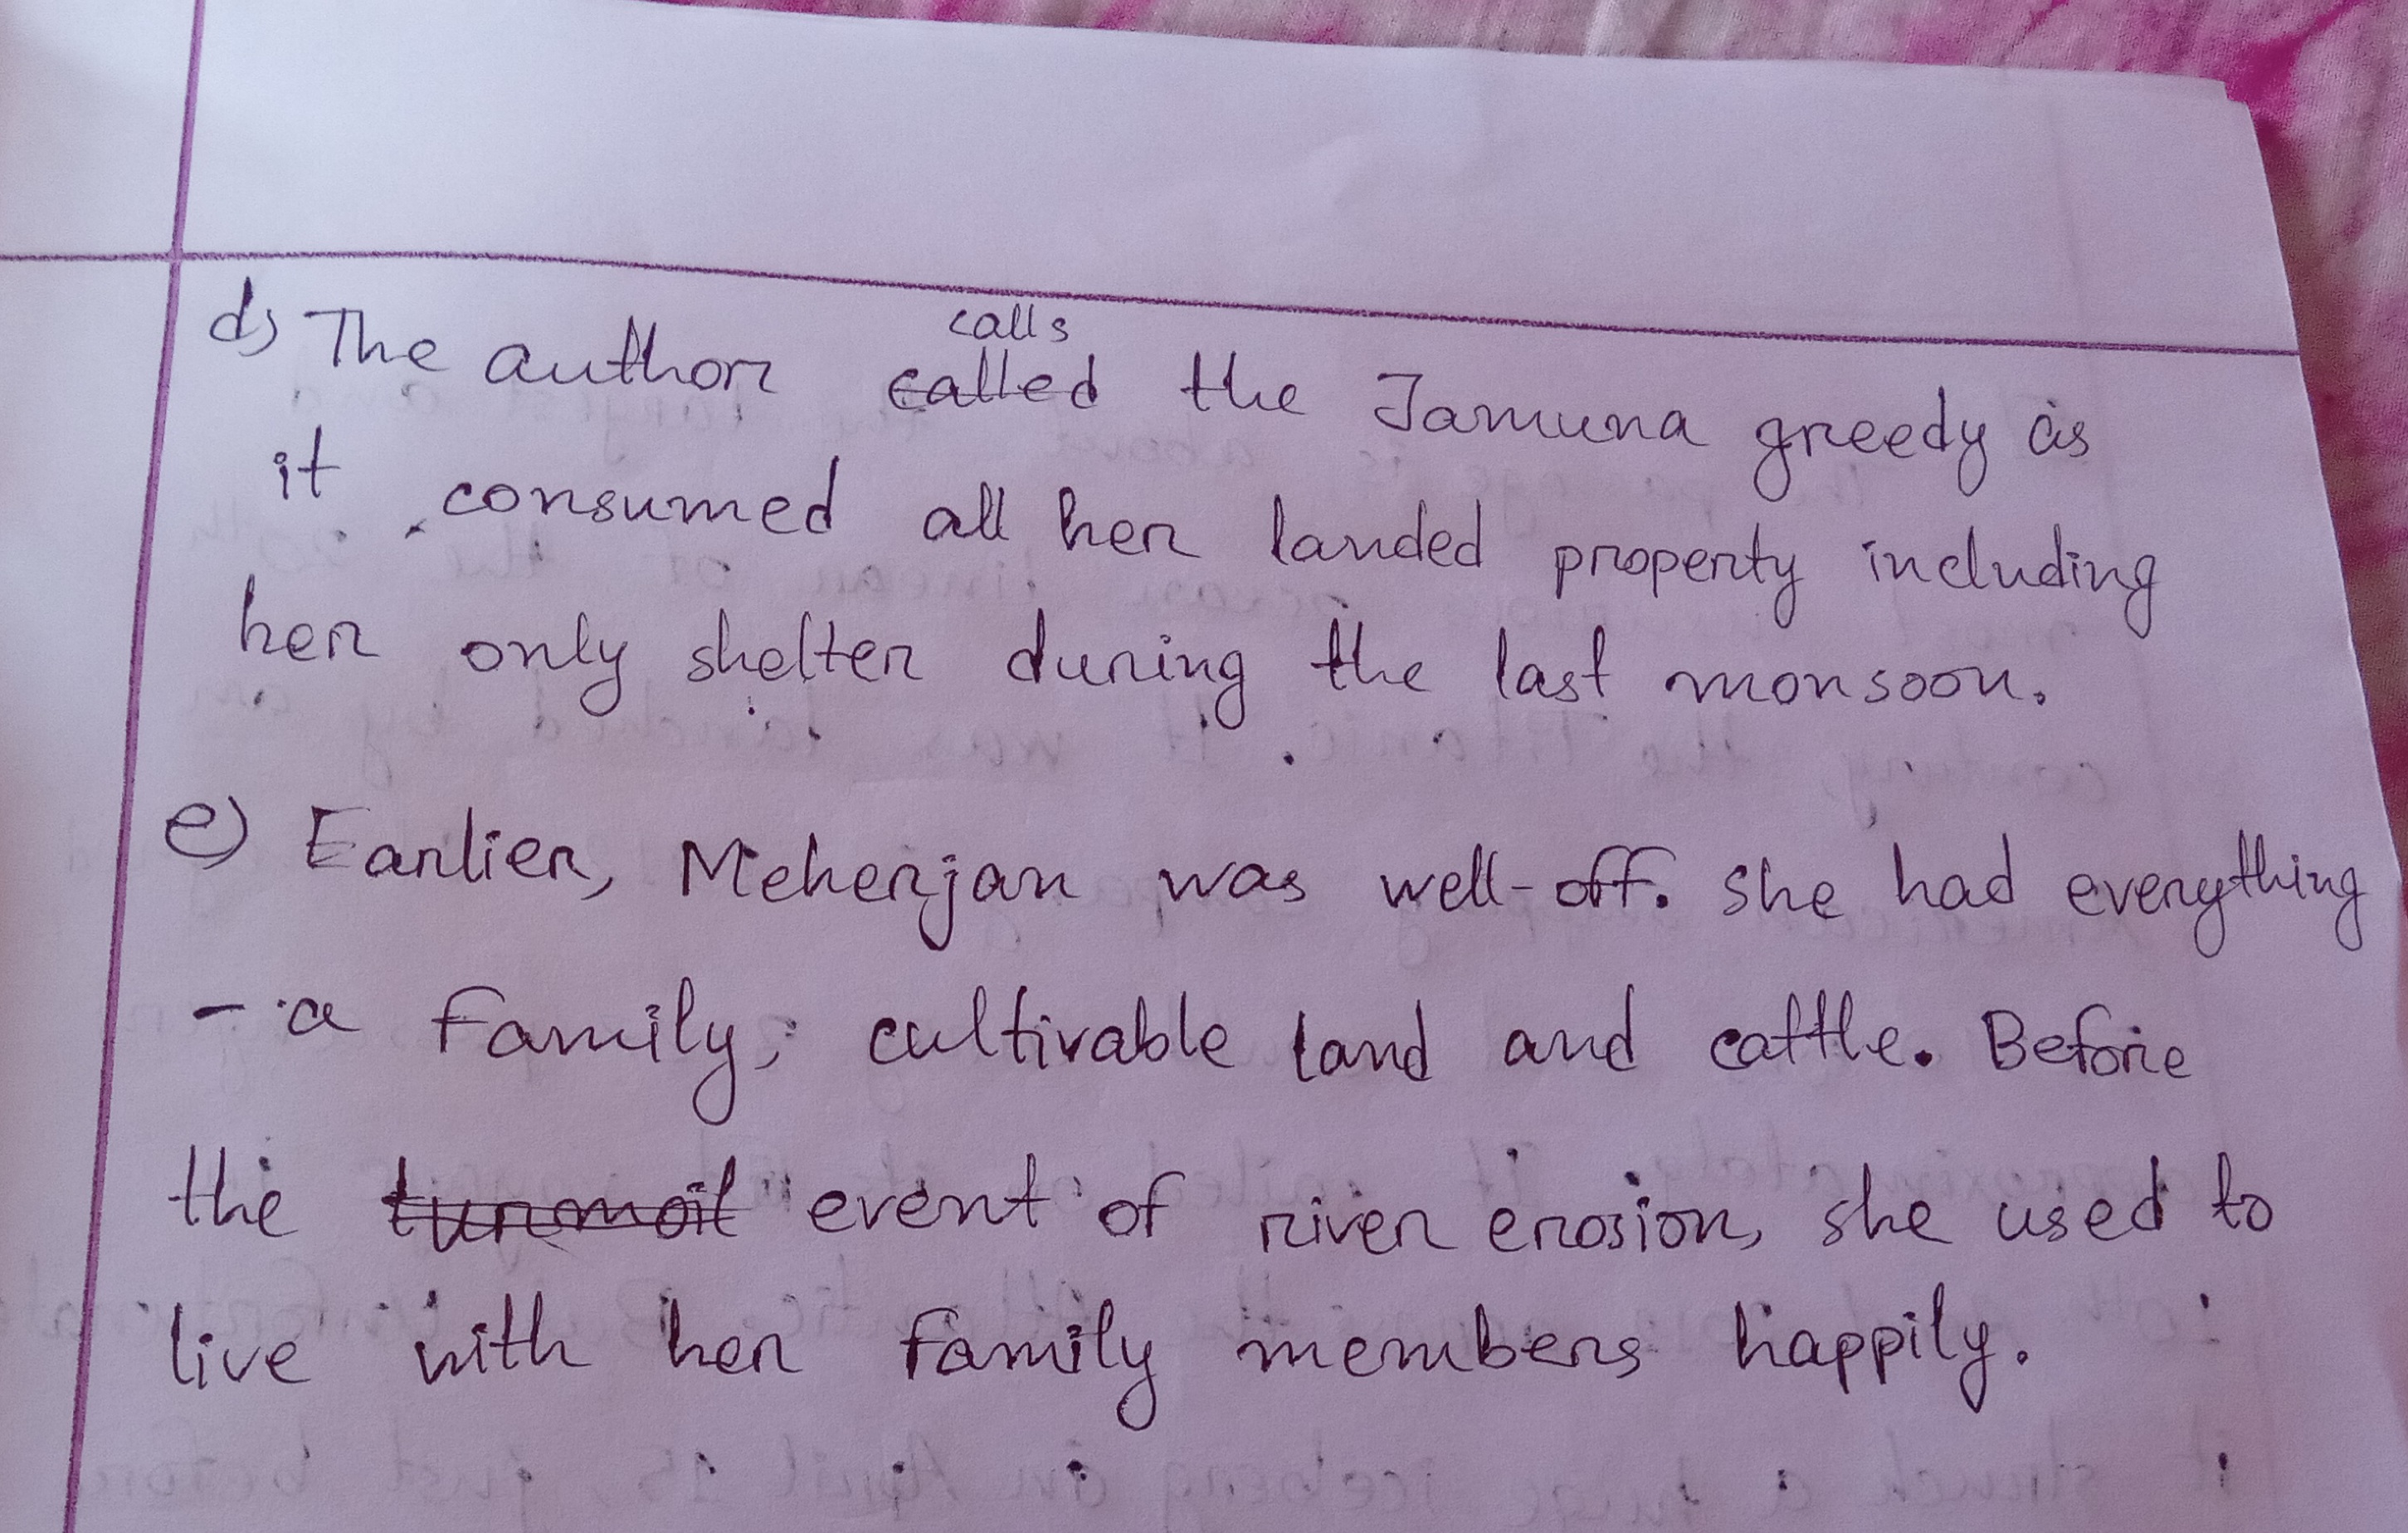 calls
d) The author called the Jamuna greedy as
it consumed all her landed property including
her only shelter during the last monsoon.
e) Earlier, Meherjan was well-off. She had everything
- a family, cultivable land and cattle. Before
the turmoil event of river erosion, she used to
live with her family members happily.